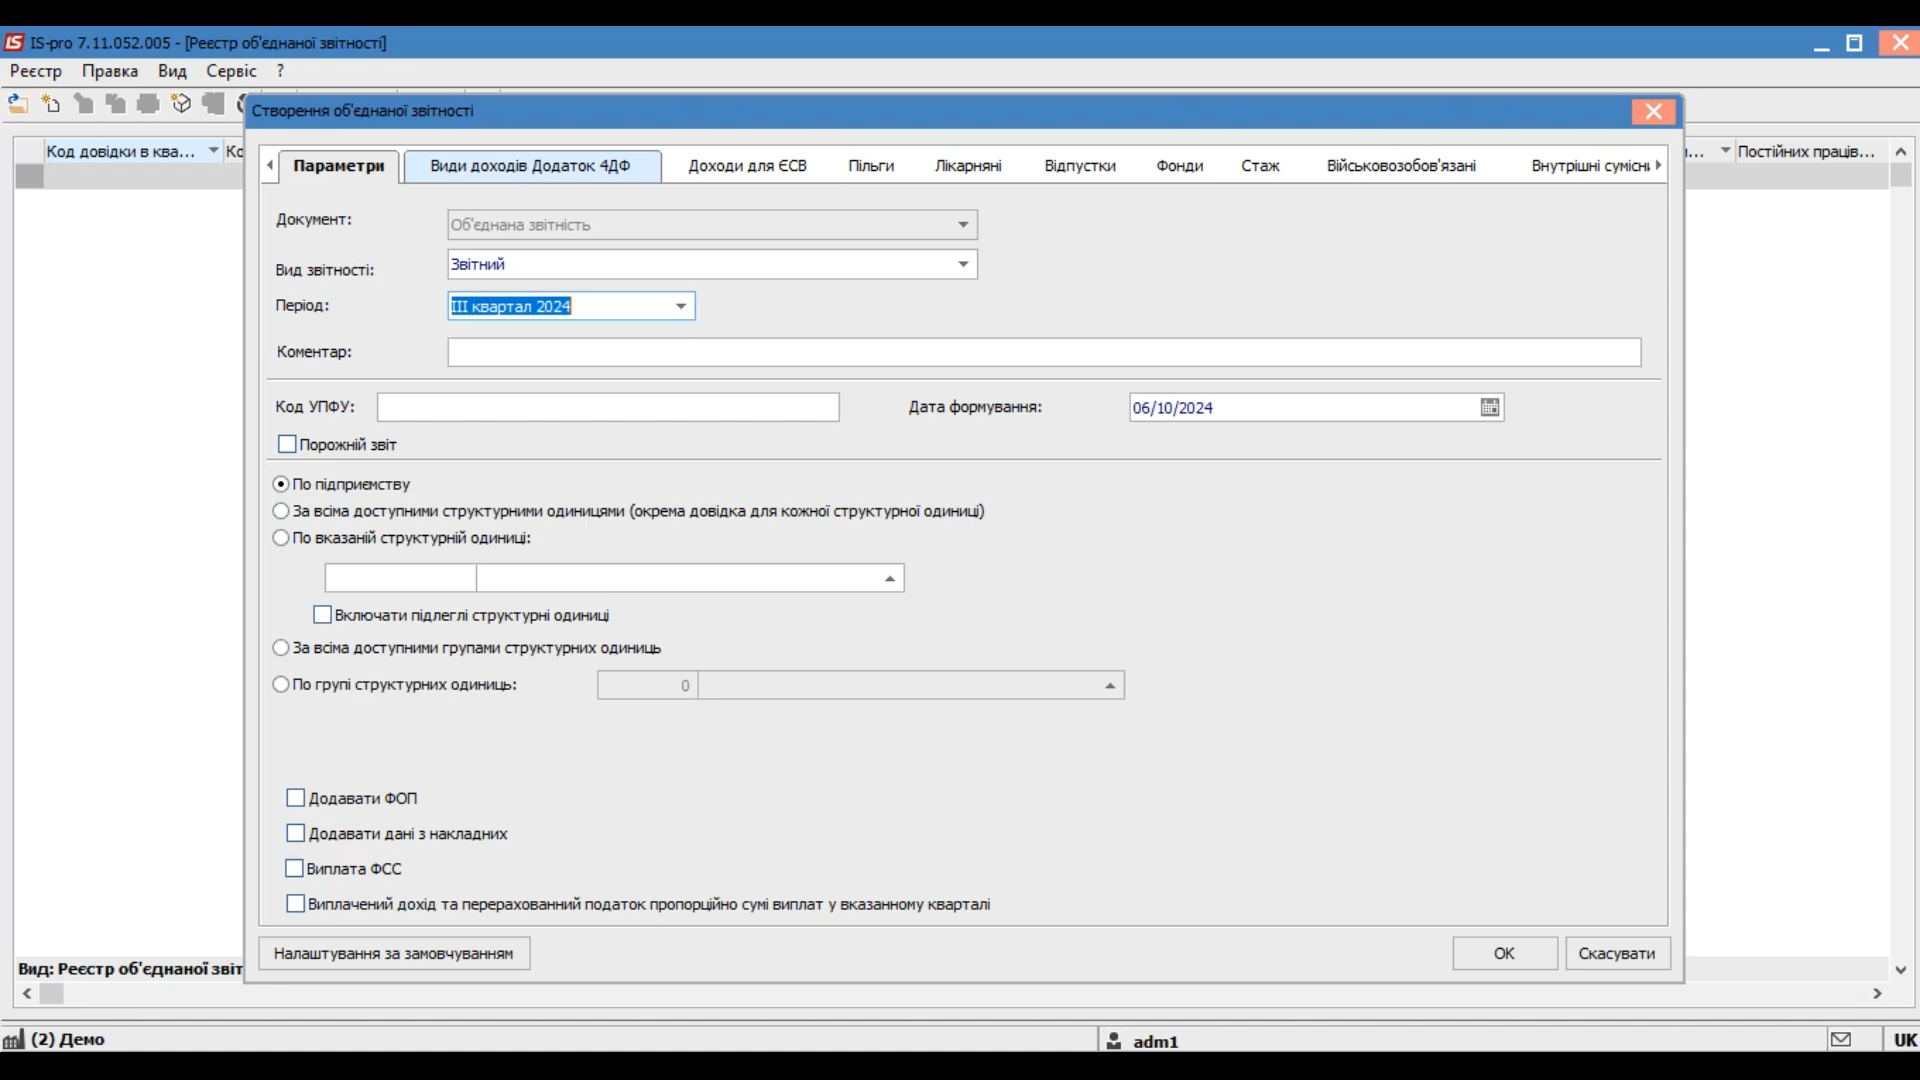 IS-pro 7.11.052.005 - [Реєстр об'єднаної звітності]
Реєстр Правка Вид Сервіс ?
Створення об'єднаної звітності
Код довідки в ква... Ко
... Постійних праців...
Параметри Види доходів Додаток 4ДФ Доходи для ЄСВ Пільги Лікарняні Відпустки Фонди Стаж Військовозобов'язані Внутрішні сумісни
Документ: Об'єднана звітність
Вид звітності: Звітний
Період: III квартал 2024
Коментар:
Код УПФУ: Дата формування: 06/10/2024
Порожній звіт
По підприємству
За всіма доступними структурними одиницями (окрема довідка для кожної структурної одиниці)
По вказаній структурній одиниці:
Включати підлеглі структурні одиниці
За всіма доступними групами структурних одиниць
По групі структурних одиниць: 0
Додавати ФОП
Додавати дані з накладних
Виплата ФСС
Виплачений дохід та перерахованний податок пропорційно сумі виплат у вказанному кварталі
Налаштування за замовчуванням OK Скасувати
Вид: Реєстр об'єднаної звіт
(2) Демо adm1 UK